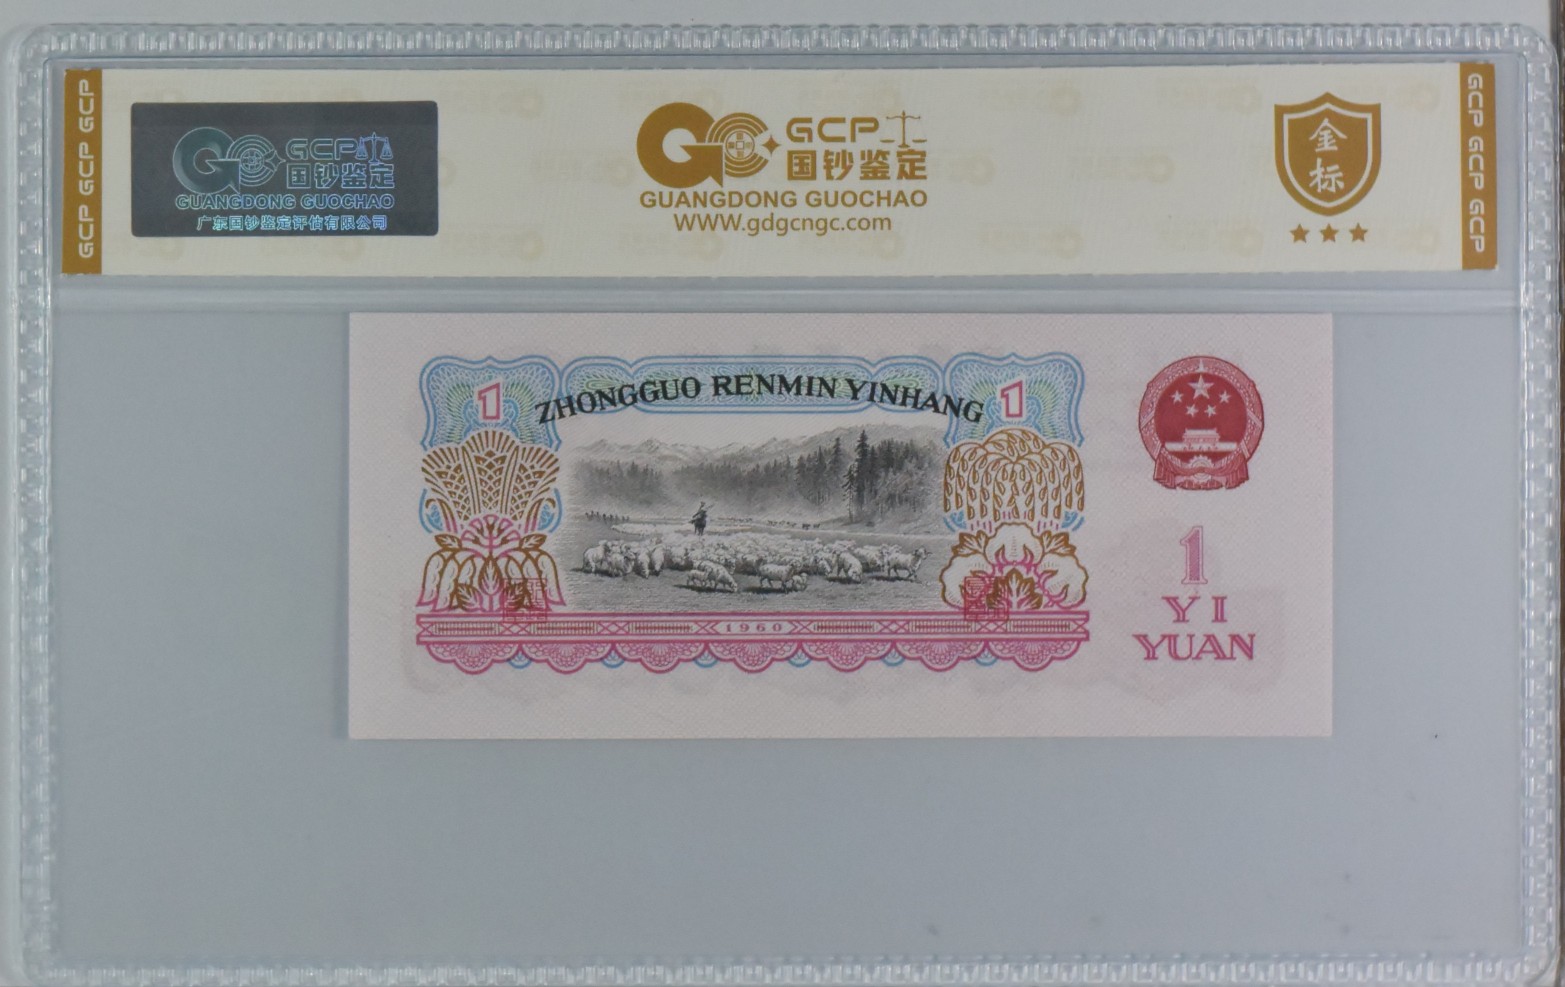 GCP GCP GCP
GCP
国钞鉴定
GUANGDONG GUOCHAO
广东国钞鉴定评估有限公司
GCP
国钞鉴定
GUANGDONG GUOCHAO
WWW.gdgcngc.com
金标
GCP GCP GCP
1
ZHONGGUO RENMIN YINHANG
1
1960
1
YI
YUAN